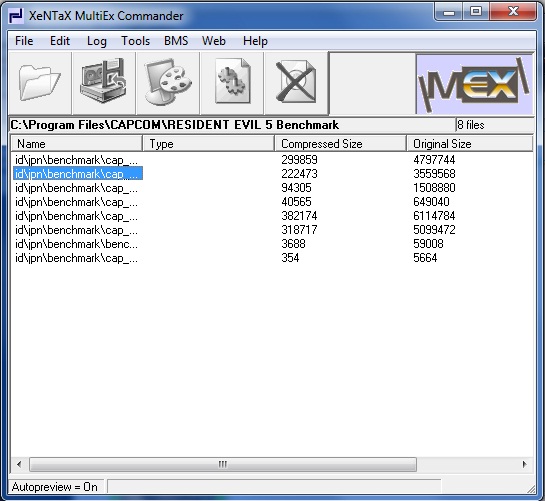 XeNTaX MultiEx Commander
File Edit Log Tools BMS Web Help
MEX
C:\Program Files\CAPCOM\RESIDENT EVIL 5 Benchmark 8 files
Name Type Compressed Size Original Size
id\jpn\benchmark\cap_... 299859 4797744
id\jpn\benchmark\cap_... 222473 3559568
id\jpn\benchmark\cap_... 94305 1508880
id\jpn\benchmark\cap_... 40565 649040
id\jpn\benchmark\cap_... 382174 6114784
id\jpn\benchmark\cap_... 318717 5099472
id\jpn\benchmark\benc... 3688 59008
id\jpn\benchmark\cap_... 354 5664
Autopreview = On